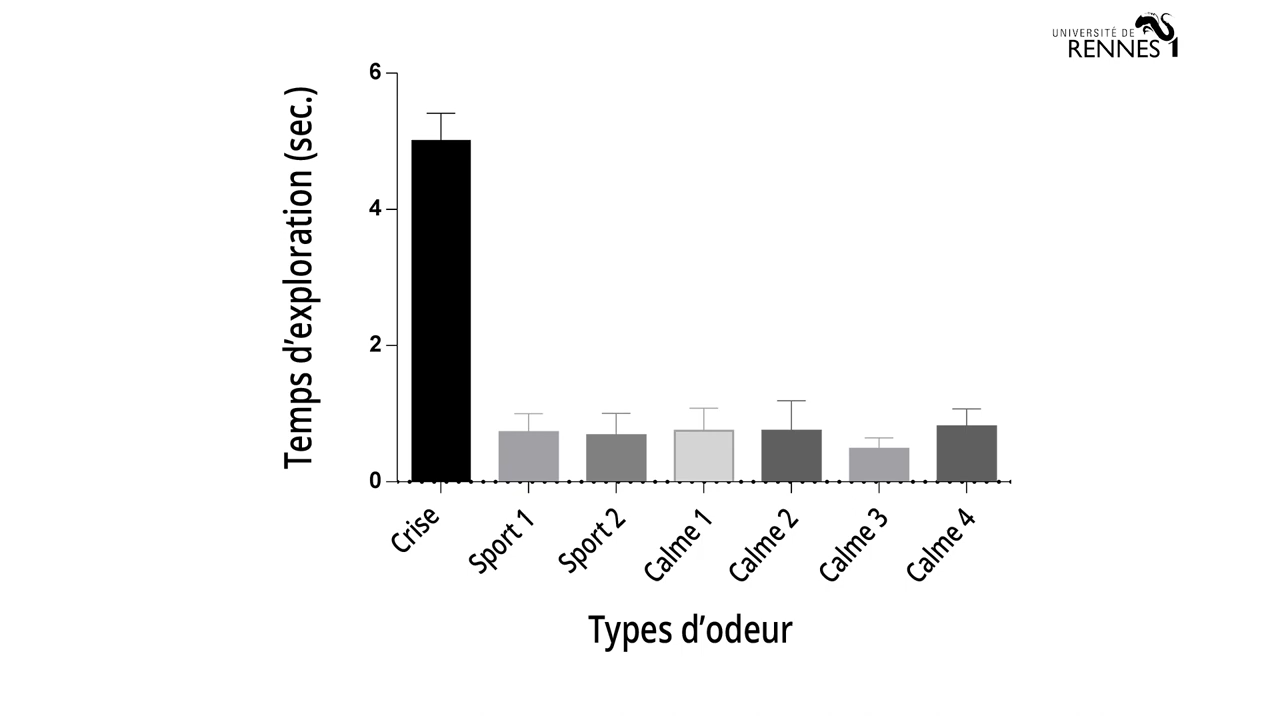 UNIVERSITÉ DE
RENNES 1
Temps d'exploration (sec.)
6
4
2
0
Crise
Sport 1
Sport 2
Calme 1
Calme 2
Calme 3
Calme 4
Types d'odeur